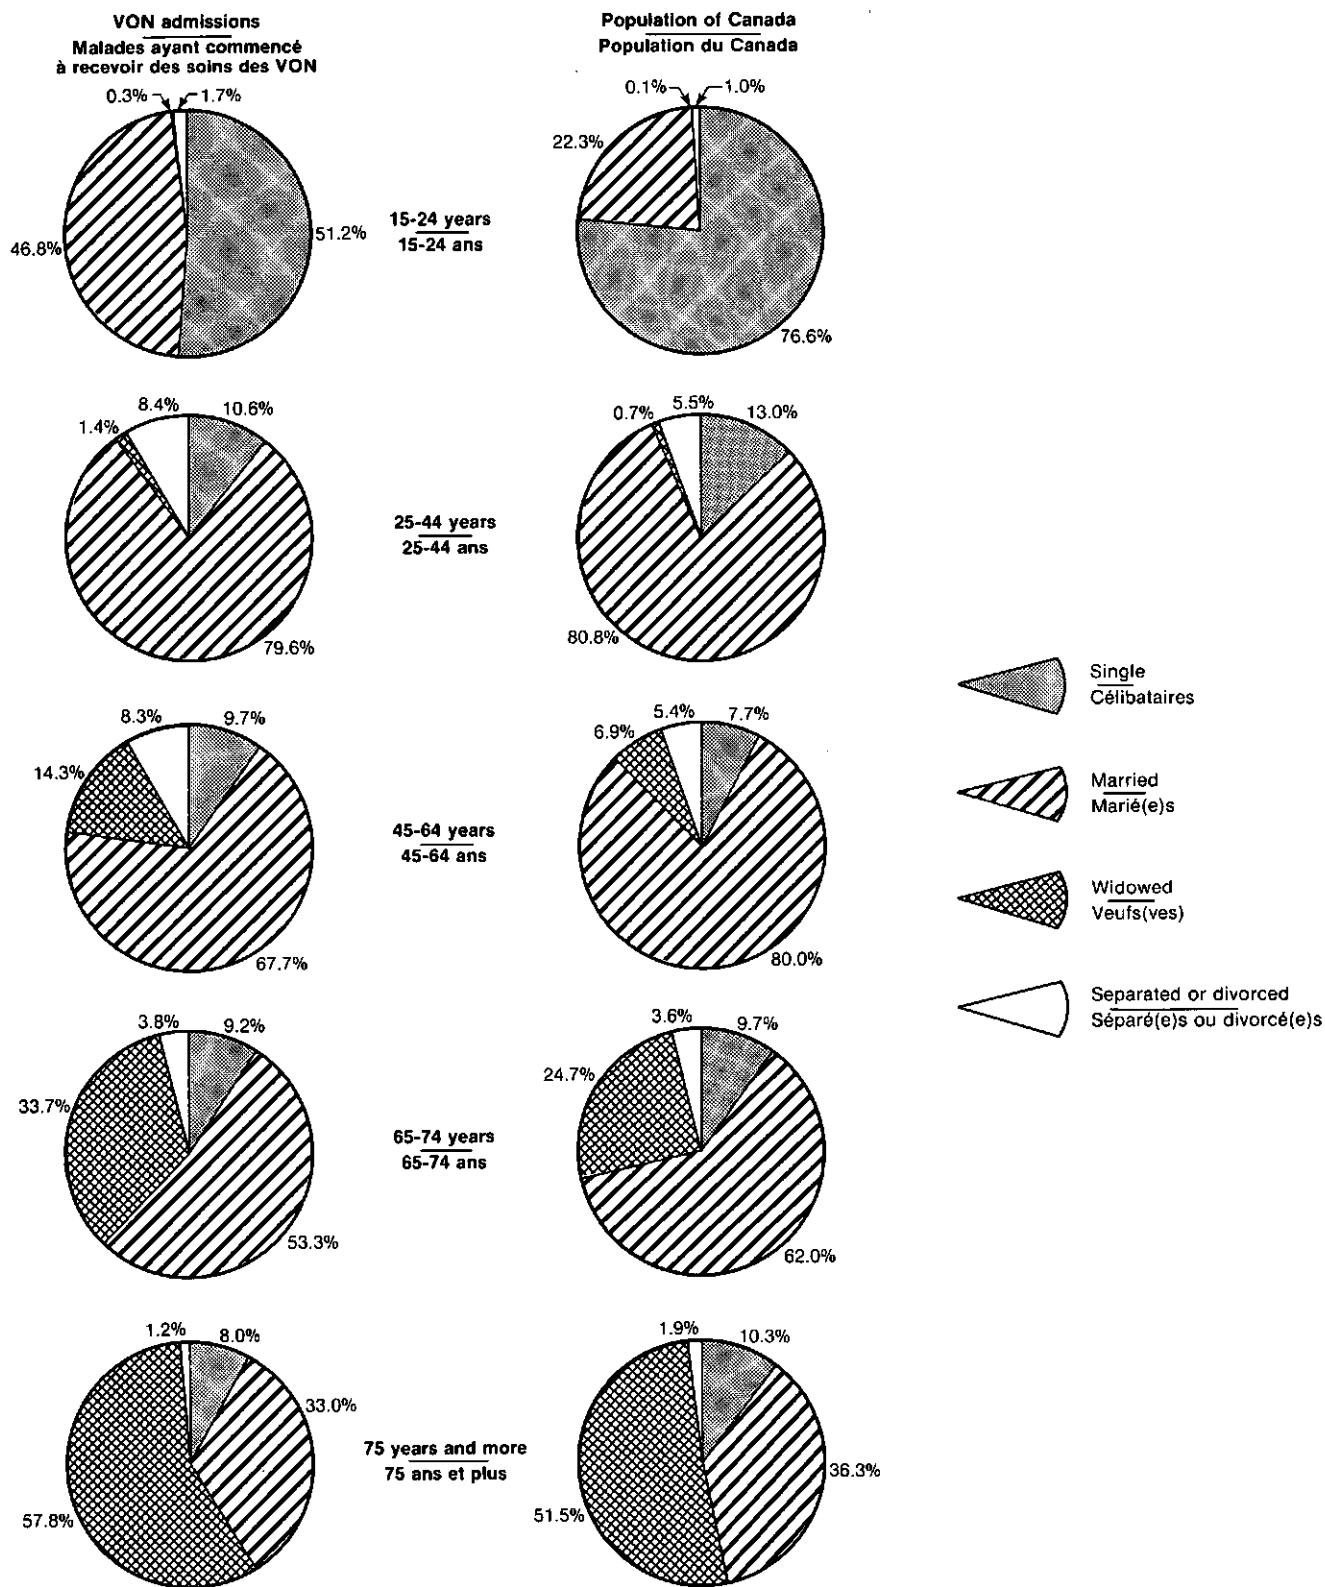 VON admissions
Malades ayant commencé
à recevoir des soins des VON
Population of Canada
Population du Canada
0.3%
1.7%
46.8%
51.2%
15-24 years
15-24 ans
0.1%
1.0%
22.3%
76.6%
8.4%
10.6%
1.4%
79.6%
25-44 years
25-44 ans
0.7%
5.5%
13.0%
80.8%
8.3%
9.7%
14.3%
67.7%
45-64 years
45-64 ans
6.9%
5.4%
7.7%
80.0%
3.8%
9.2%
33.7%
53.3%
65-74 years
65-74 ans
3.6%
9.7%
24.7%
62.0%
1.2%
8.0%
33.0%
57.8%
75 years and more
75 ans et plus
1.9%
10.3%
36.3%
51.5%
Single
Célibataires
Married
Marié(e)s
Widowed
Veufs(ves)
Separated or divorced
Séparé(e)s ou divorcé(e)s